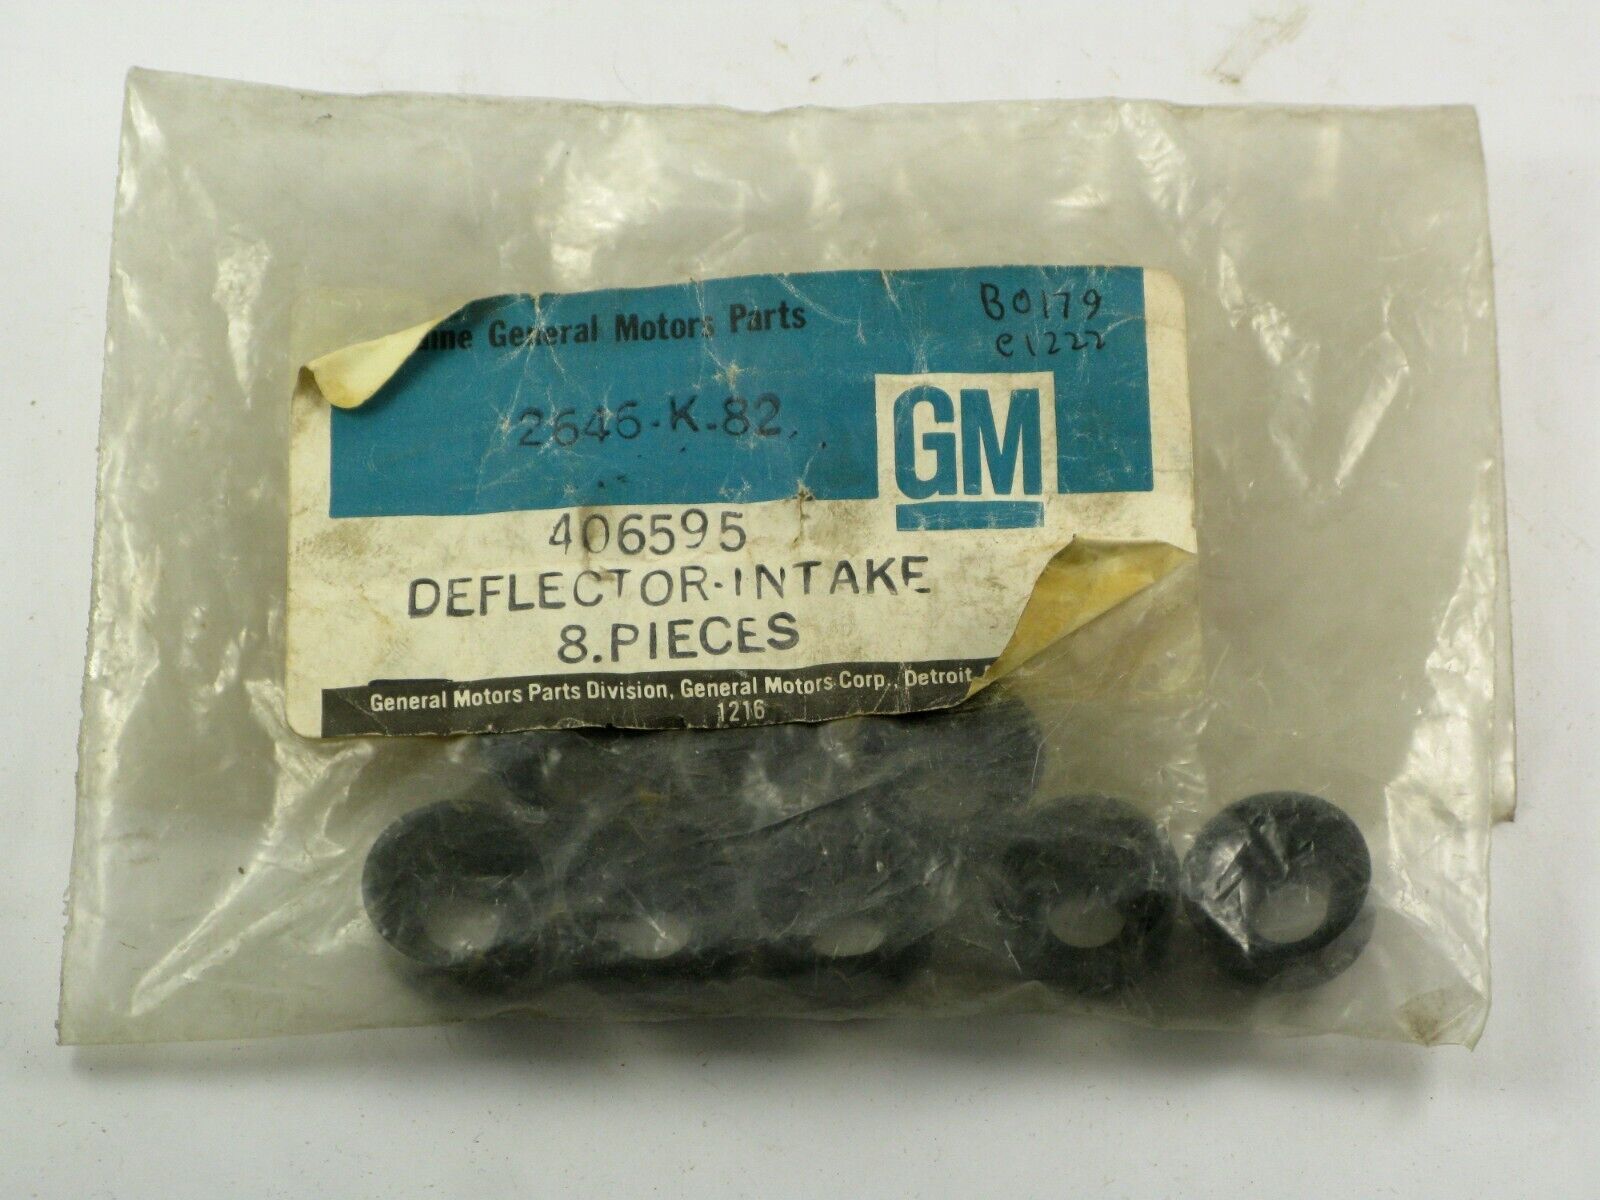 General Motors Parts
B0179
C1222
2646-K-82
GM
406595
DEFLECTOR-INTAKE
8.PIECES
General Motors Parts Division, General Motors Corp., Detroit
1216